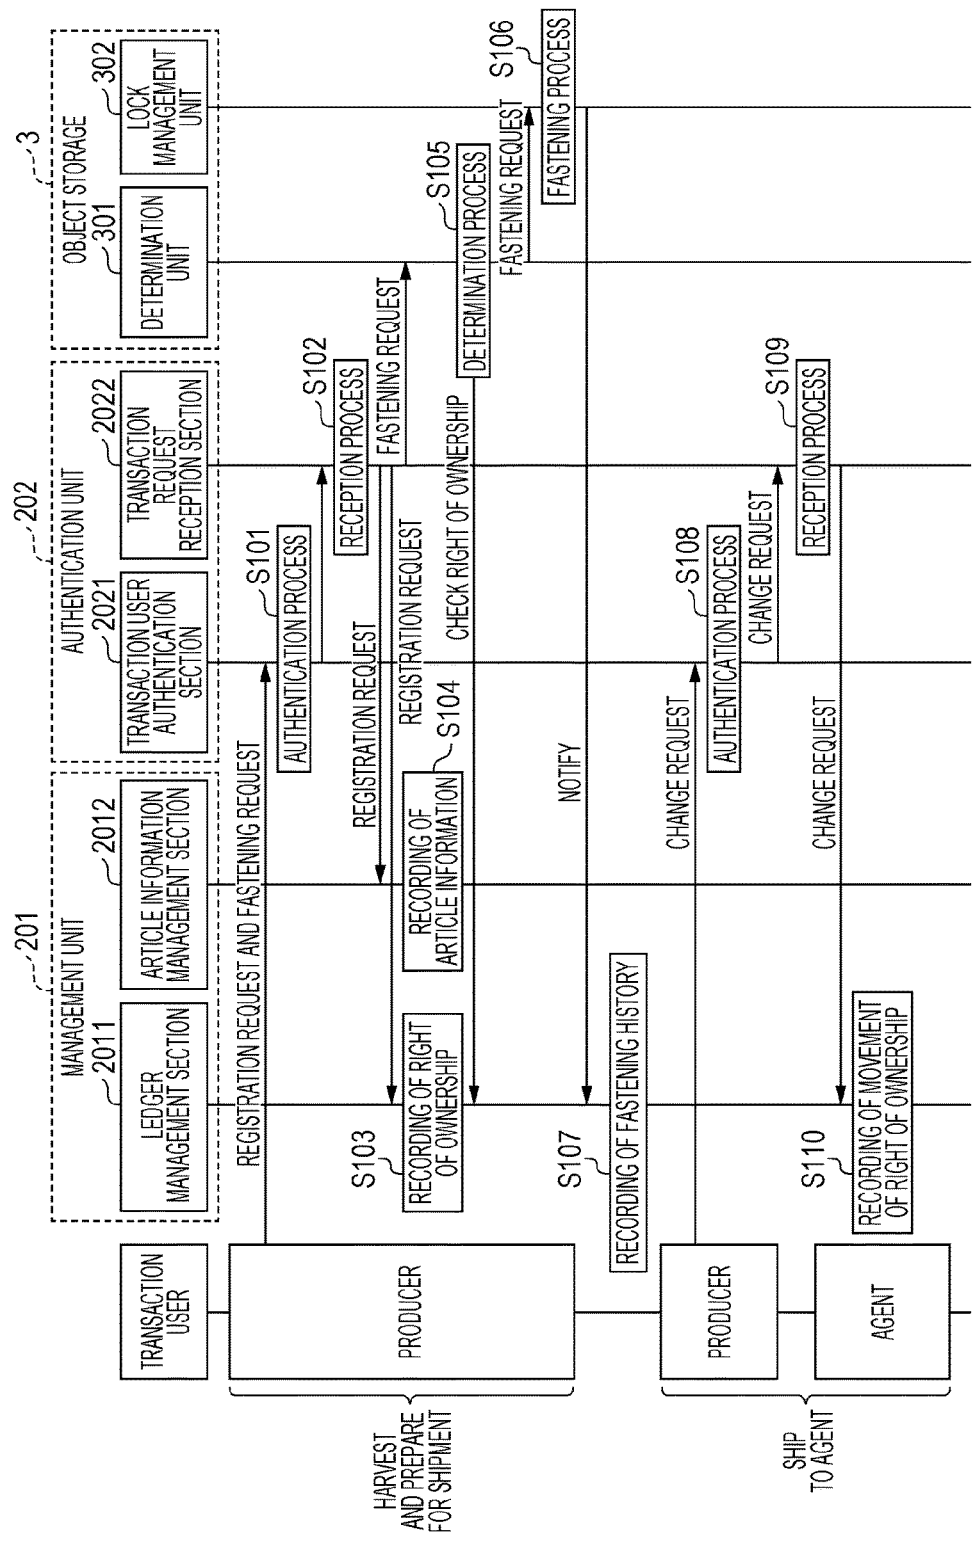 201
MANAGEMENT UNIT
202
AUTHENTICATION UNIT
3
OBJECT STORAGE
2011
2012
2021
2022
301
302
TRANSACTION
USER
LEDGER
MANAGEMENT SECTION
ARTICLE INFORMATION
MANAGEMENT SECTION
TRANSACTION USER
AUTHENTICATION
SECTION
TRANSACTION
REQUEST
RECEPTION SECTION
DETERMINATION
UNIT
LOCK
MANAGEMENT
UNIT
HARVEST
AND PREPARE
FOR SHIPMENT
PRODUCER
REGISTRATION REQUEST AND FASTENING REQUEST
S101
AUTHENTICATION PROCESS
S102
RECEPTION PROCESS
REGISTRATION REQUEST
FASTENING REQUEST
REGISTRATION REQUEST
S103
RECORDING OF RIGHT
OF OWNERSHIP
S104
RECORDING OF
ARTICLE INFORMATION
CHECK RIGHT OF OWNERSHIP
S105
DETERMINATION PROCESS
FASTENING REQUEST
S106
FASTENING PROCESS
NOTIFY
S107
RECORDING OF FASTENING HISTORY
SHIP
TO AGENT
PRODUCER
CHANGE REQUEST
S108
AUTHENTICATION PROCESS
CHANGE REQUEST
S109
RECEPTION PROCESS
CHANGE REQUEST
AGENT
S110
RECORDING OF MOVEMENT
OF RIGHT OF OWNERSHIP